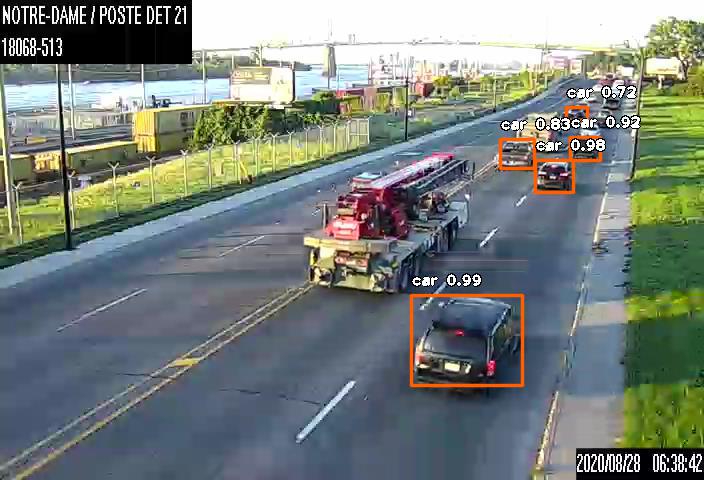 NOTRE-DAME / POSTE DET 21
18068-513
car 0.72
car 0.83
car 0.92
car 0.98
car 0.99
2020/08/28 06:38:42